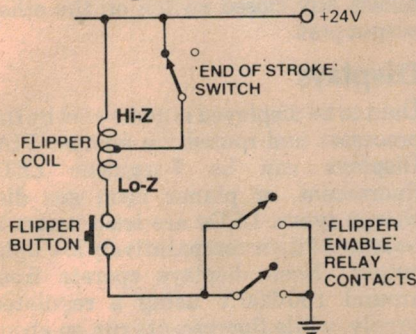 +24V
'END OF STROKE'
SWITCH
Hi-Z
FLIPPER
COIL
Lo-Z
FLIPPER
BUTTON
'FLIPPER
ENABLE'
RELAY
CONTACTS